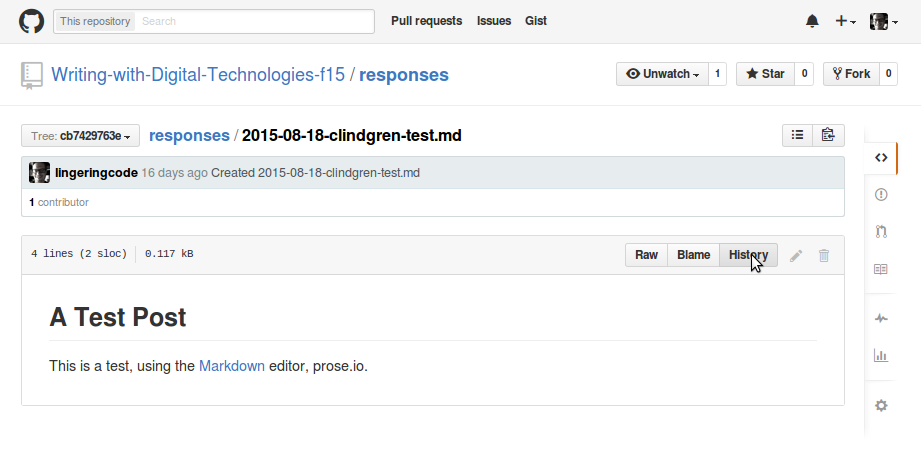 This repository Search Pull requests Issues Gist
Writing-with-Digital-Technologies-f15 / responses Unwatch 1 Star 0 Fork 0
Tree: cb7429763e responses / 2015-08-18-clindgren-test.md
lingeringcode 16 days ago Created 2015-08-18-clindgren-test.md
1 contributor
4 lines (2 sloc) 0.117 kB Raw Blame History
A Test Post
This is a test, using the Markdown editor, prose.io.